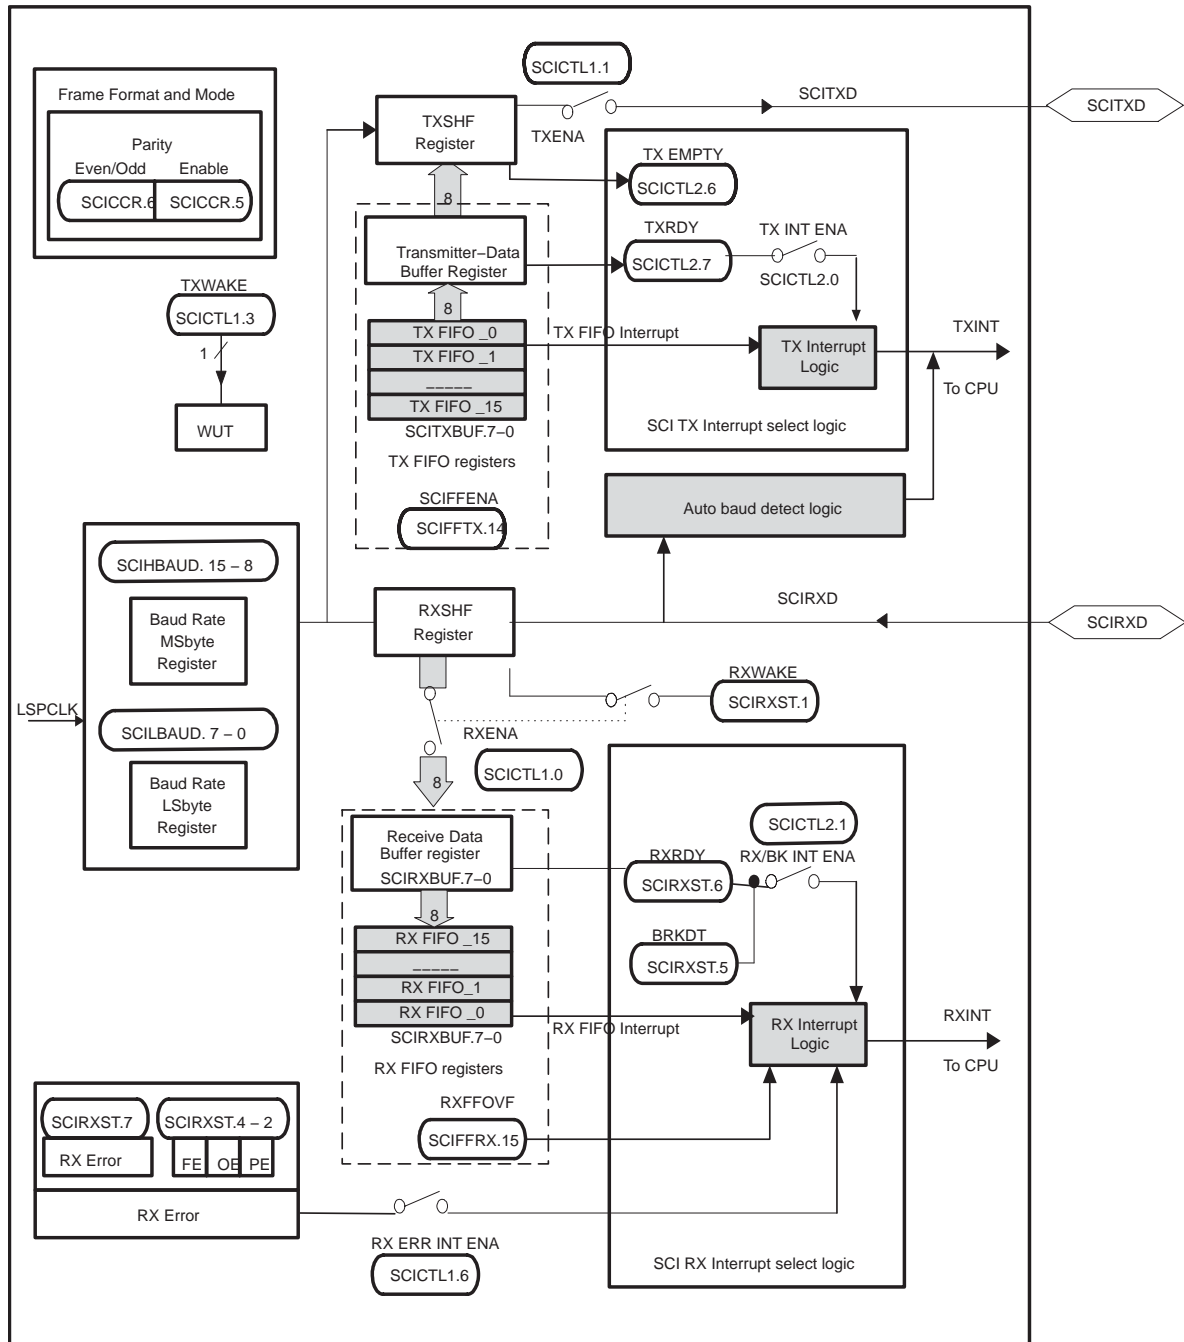 SCICTL1.1
Frame Format and Mode
Parity
Even/Odd Enable
SCICCR.6 SCICCR.5
TXSHF
Register
TXENA
SCITXD
SCITXD
8
TX EMPTY
SCICTL2.6
Transmitter–Data
Buffer Register
TXRDY
SCICTL2.7
TX INT ENA
SCICTL2.0
TXWAKE
SCICTL1.3
1
WUT
8
TX FIFO _0
TX FIFO _1
_____
TX FIFO _15
SCITXBUF.7–0
TX FIFO registers
SCIFFENA
SCIFFTX.14
TX FIFO Interrupt
TX Interrupt
Logic
TXINT
To CPU
SCI TX Interrupt select logic
Auto baud detect logic
SCIHBAUD. 15 – 8
Baud Rate
MSbyte
Register
LSPCLK
SCILBAUD. 7 – 0
Baud Rate
LSbyte
Register
RXSHF
Register
SCIRXD
SCIRXD
RXWAKE
SCIRXST.1
RXENA
SCICTL1.0
8
Receive Data
Buffer register
SCIRXBUF.7–0
8
RX FIFO _15
_____
RX FIFO_1
RX FIFO _0
SCIRXBUF.7–0
RX FIFO registers
RXFFOVF
SCIFFRX.15
SCICTL2.1
RXRDY
SCIRXST.6
RX/BK INT ENA
BRKDT
SCIRXST.5
RX FIFO Interrupt
RX Interrupt
Logic
RXINT
To CPU
SCIRXST.7 SCIRXST.4 – 2
RX Error FE OE PE
RX Error
RX ERR INT ENA
SCICTL1.6
SCI RX Interrupt select logic